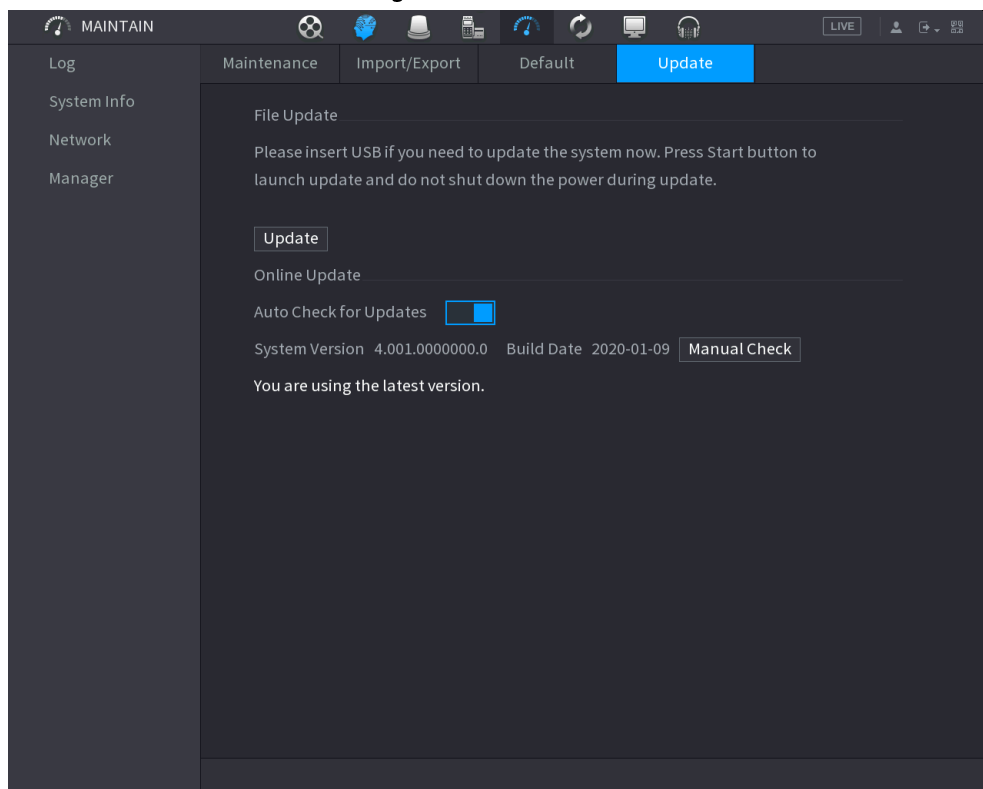 MAINTAIN
LIVE
Log
System Info
Network
Manager
Maintenance
Import/Export
Default
Update
File Update
Please insert USB if you need to update the system now. Press Start button to
launch update and do not shut down the power during update.
Update
Online Update
Auto Check for Updates
System Version 4.001.0000000.0 Build Date 2020-01-09 Manual Check
You are using the latest version.